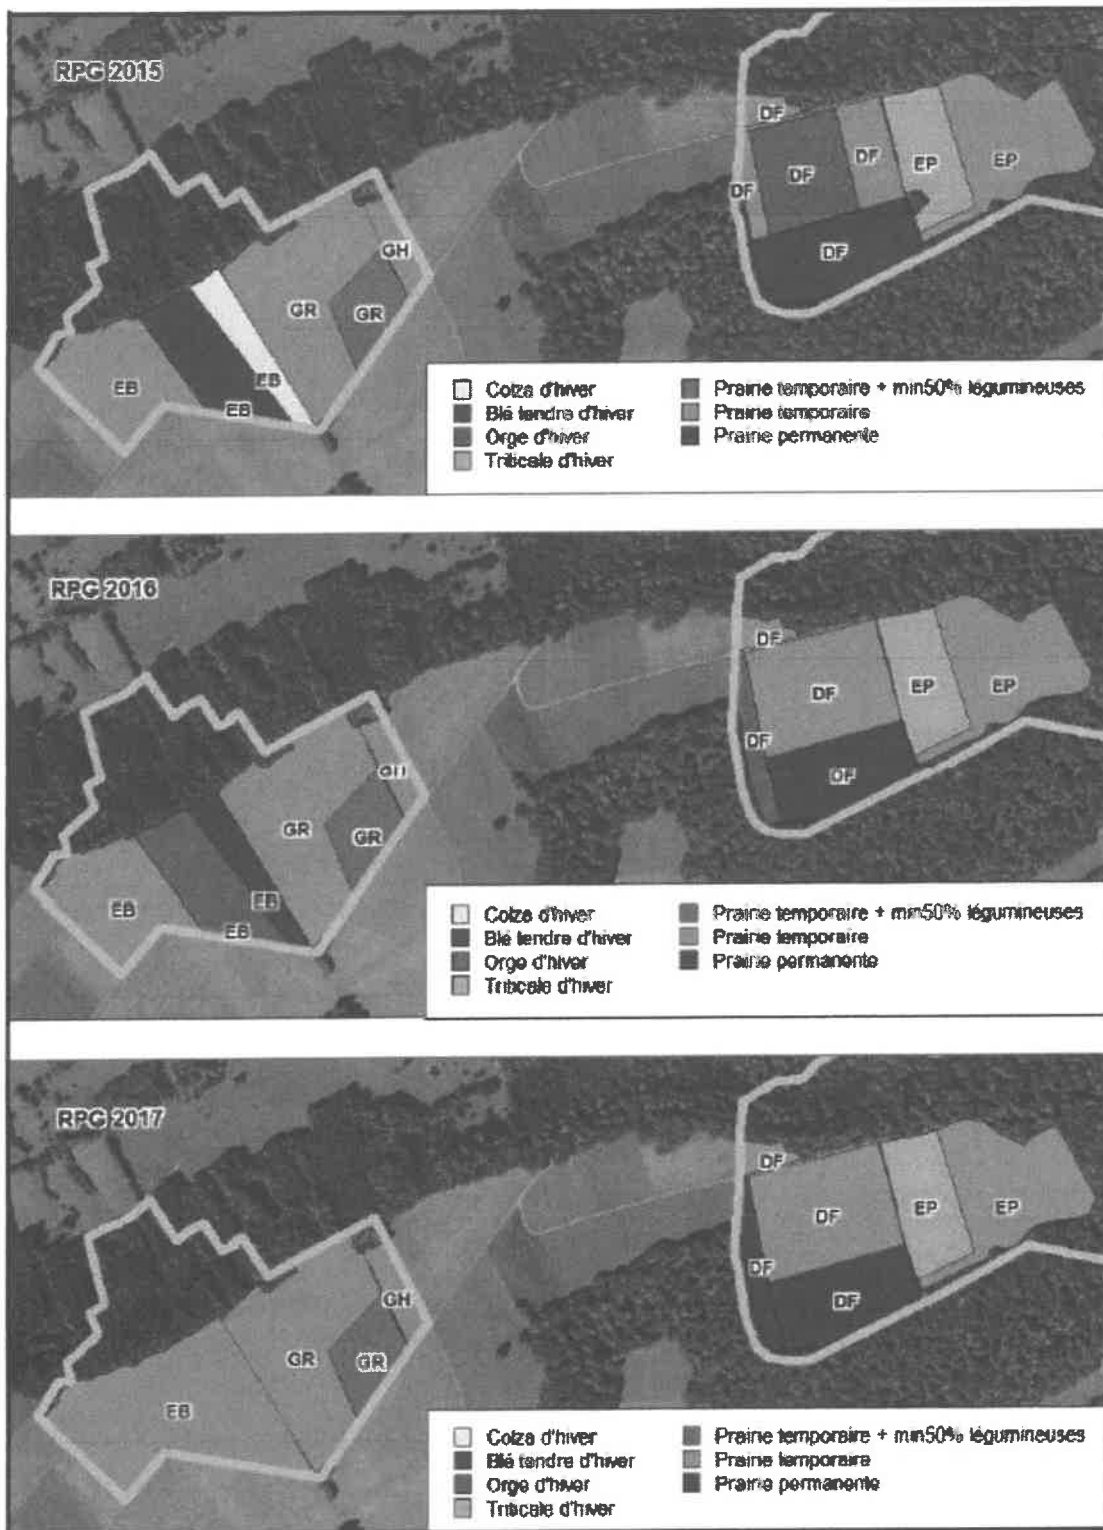 RPG 2015
DF
DF
DF
EP
EP
DF
DF
GH
GR
GR
EB
EB
EB
Colza d'hiver
Blé tendre d'hiver
Orge d'hiver
Triticale d'hiver
Prairie temporaire + min50% légumineuses
Prairie temporaire
Prairie permanente
RPG 2016
DF
DF
EP
EP
DF
DF
GH
GR
GR
EB
EB
EB
Colza d'hiver
Blé tendre d'hiver
Orge d'hiver
Triticale d'hiver
Prairie temporaire + min50% légumineuses
Prairie temporaire
Prairie permanente
RPG 2017
DF
DF
EP
EP
DF
DF
GH
GR
GR
EB
Colza d'hiver
Blé tendre d'hiver
Orge d'hiver
Triticale d'hiver
Prairie temporaire + min50% légumineuses
Prairie temporaire
Prairie permanente